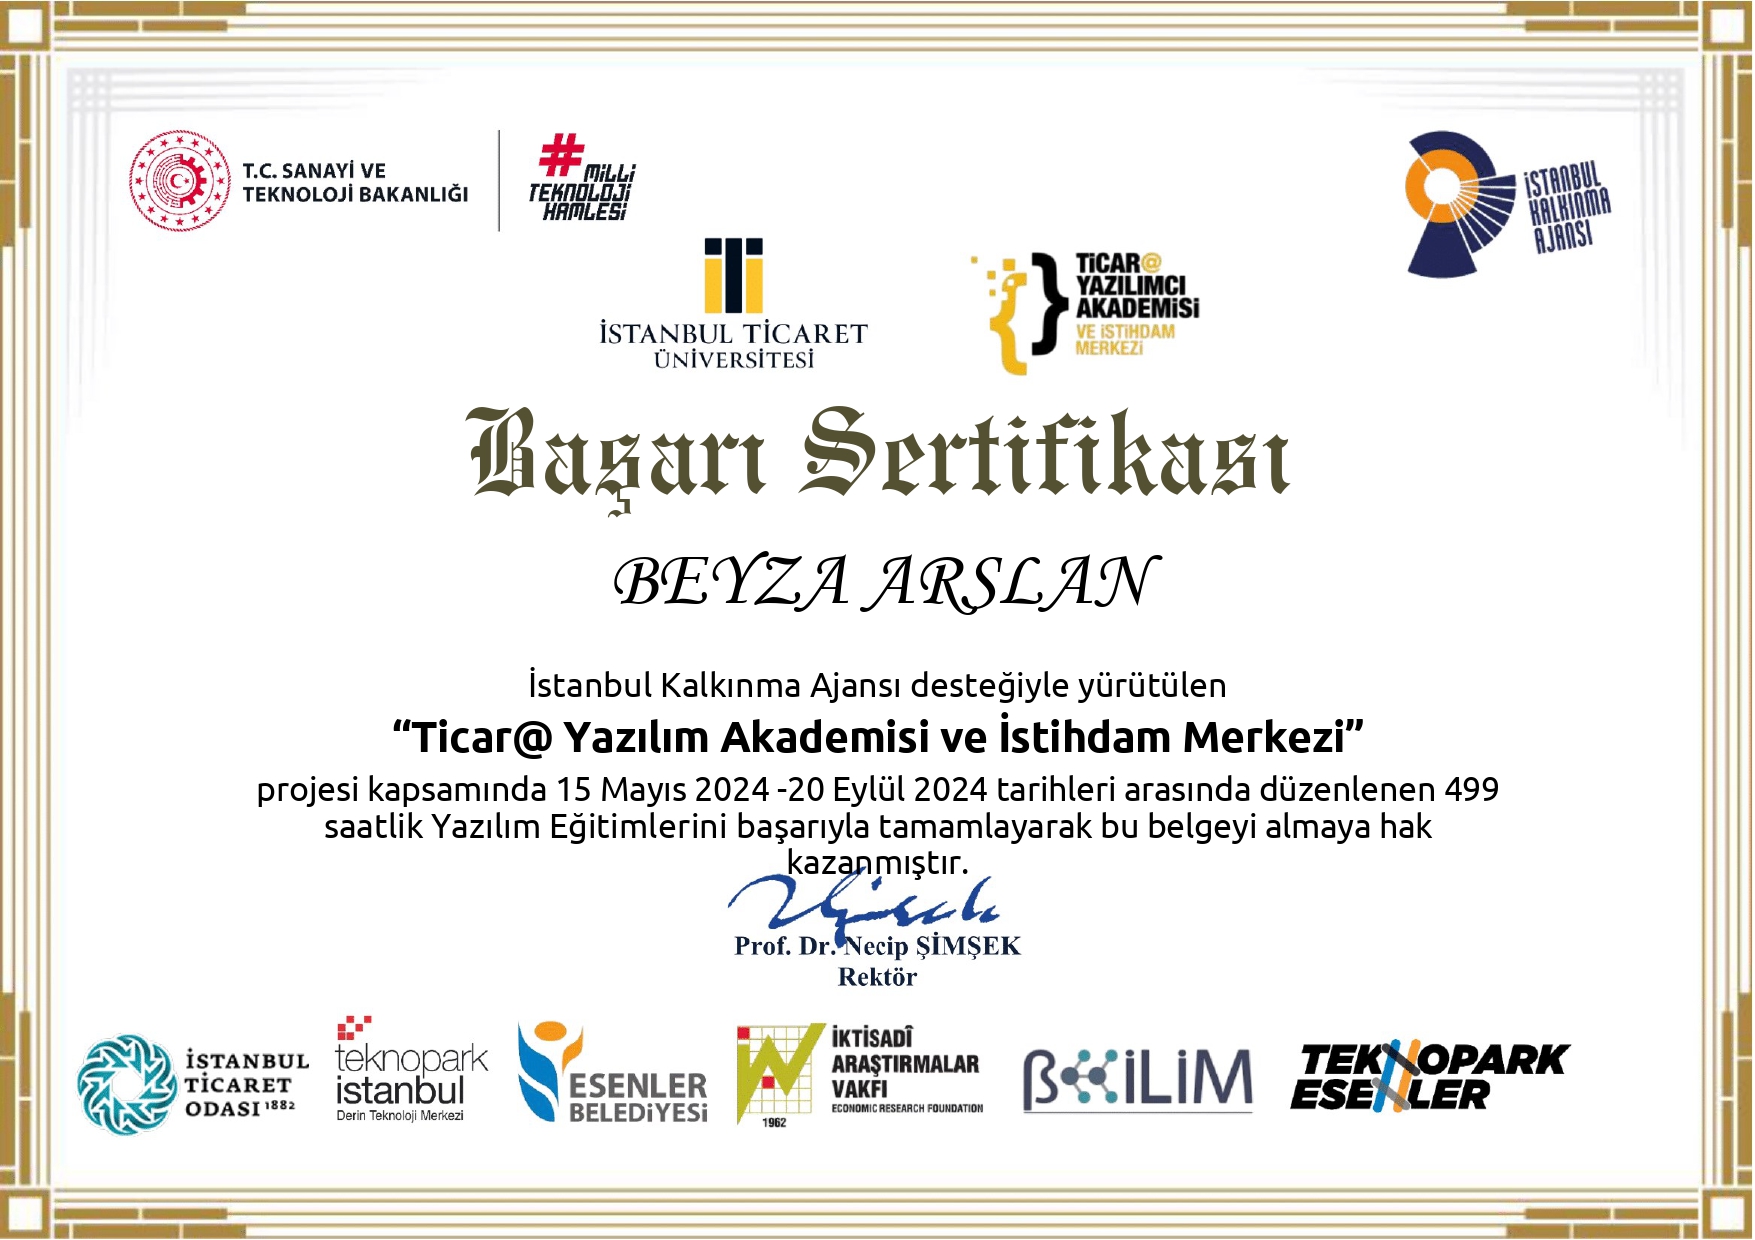 T.C. SANAYİ VE
TEKNOLOJİ BAKANLIĞI
#MİLLİ
TEKNOLOJİ
HAMLESİ
İSTANBUL
KALKINMA
AJANSI
İSTANBUL TİCARET
ÜNİVERSİTESİ
TİCAR@
YAZILIMCI
AKADEMİSİ
VE İSTİHDAM
MERKEZİ
Başarı Sertifikası
BEYZA ARSLAN
İstanbul Kalkınma Ajansı desteğiyle yürütülen
“Ticar@ Yazılım Akademisi ve İstihdam Merkezi”
projesi kapsamında 15 Mayıs 2024 -20 Eylül 2024 tarihleri arasında düzenlenen 499
saatlik Yazılım Eğitimlerini başarıyla tamamlayarak bu belgeyi almaya hak
kazanmıştır.
Prof. Dr. Necip ŞİMŞEK
Rektör
İSTANBUL
TİCARET
ODASI 1882
teknopark
istanbul
Derin Teknoloji Merkezi
ESENLER
BELEDİYESİ
1962
İKTİSADÎ
ARAŞTIRMALAR
VAKFI
ECONOMIC RESEARCH FOUNDATION
BİLİM
TEKNOPARK
ESENLER